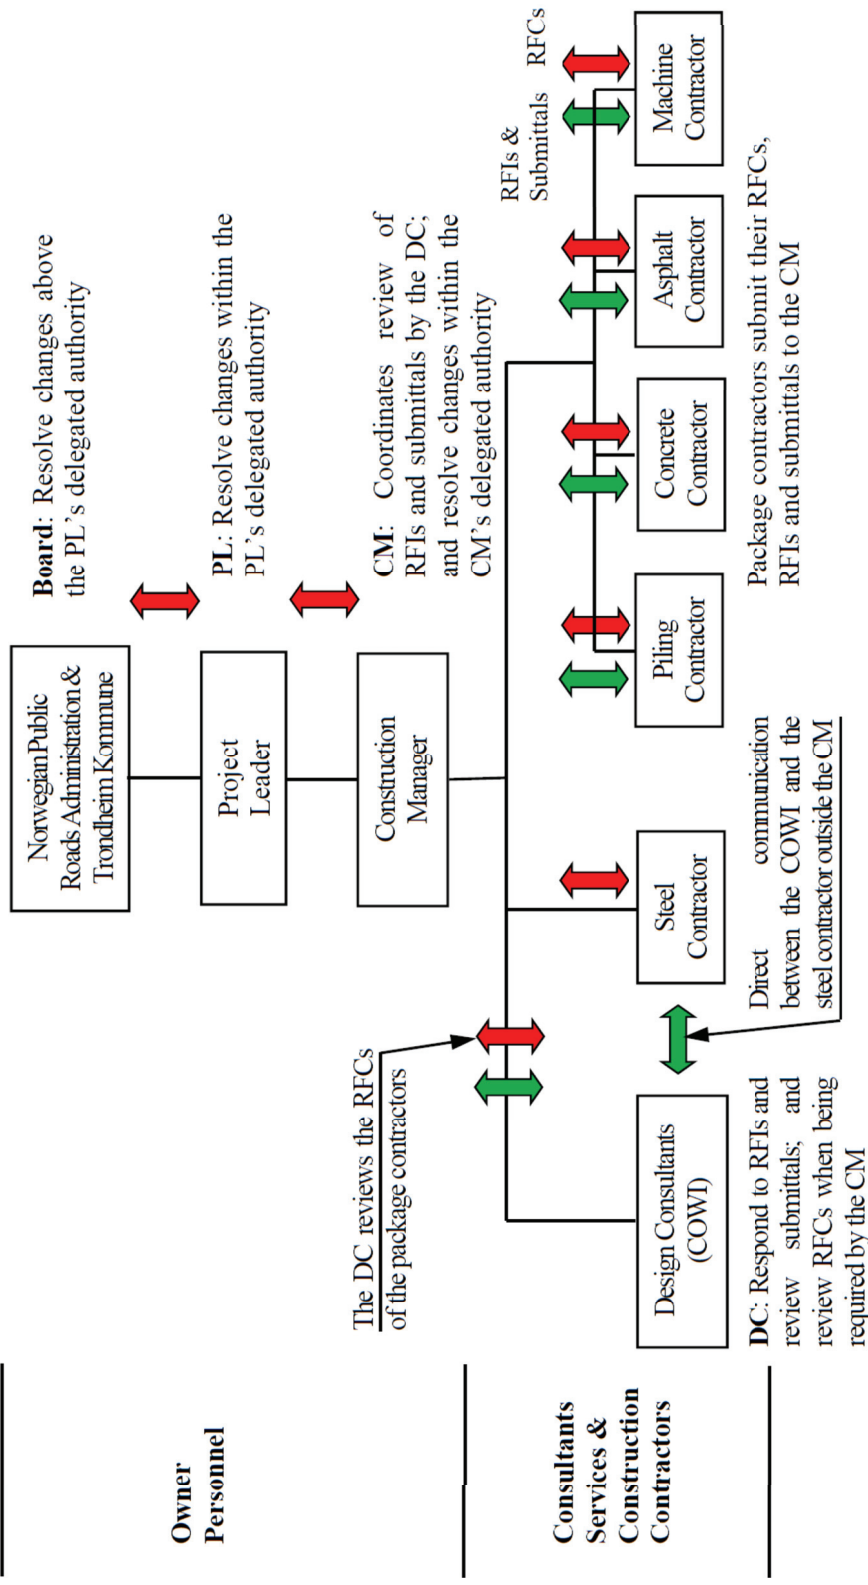 Owner
Personnel
Norwegian Public
Roads Administration &
Trondheim Kommune
Board: Resolve changes above
the PL's delegated authority
Project
Leader
PL: Resolve changes within the
PL's delegated authority
Construction
Manager
CM: Coordinates review of
RFIs and submittals by the DC;
and resolve changes within the
CM's delegated authority
The DC reviews the RFCs
of the package contractors
Consultants
Services &
Construction
Contractors
RFIs &
Submittals
RFCs
Design Consultants
(COWI)
Steel
Contractor
Piling
Contractor
Concrete
Contractor
Asphalt
Contractor
Machine
Contractor
DC: Respond to RFIs and
review submittals; and
review RFCs when being
required by the CM
Direct communication
between the COWI and the
steel contractor outside the CM
Package contractors submit their RFCs,
RFIs and submittals to the CM